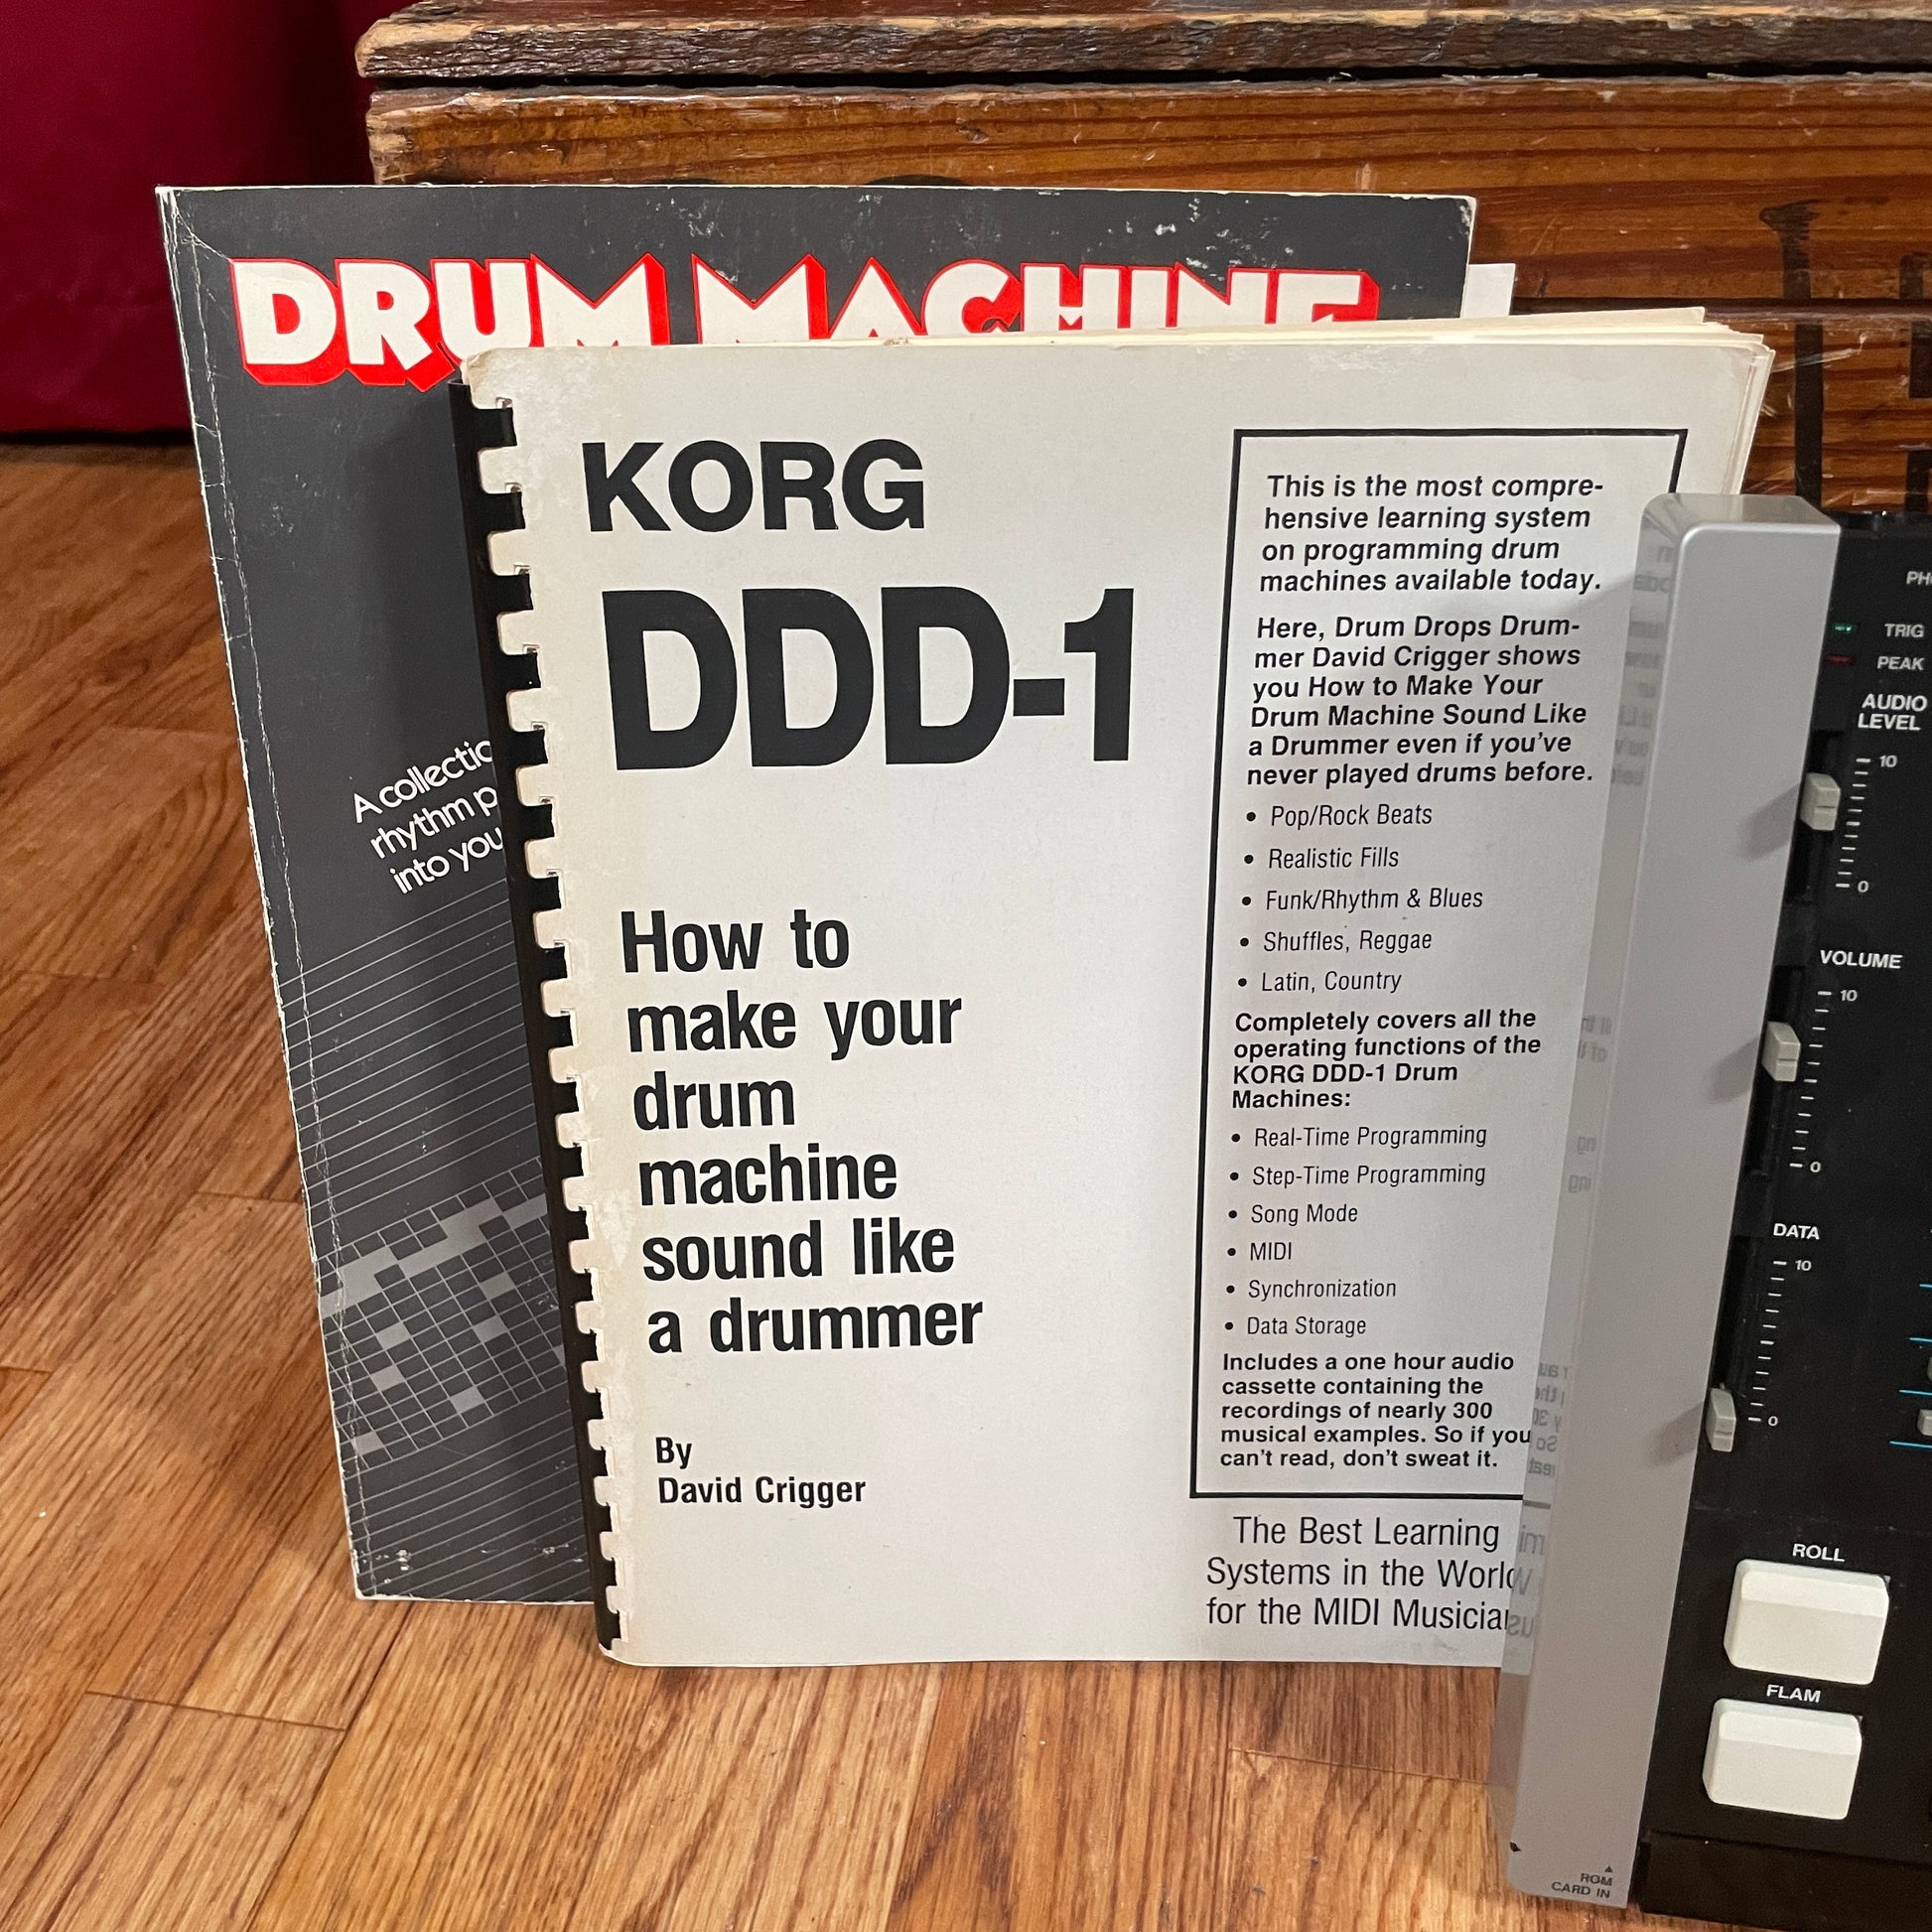 DRUM MACHINE
A
rhythm
into
KORG
DDD-1
How to
make your
drum
machine
sound like
a drummer
By
David Crigger
This is the most compre-
hensive learning system
on programming drum
machines available today.
Here, Drum Drops Drum-
mer David Crigger shows
you How to Make Your
Drum Machine Sound Like
a Drummer even if you've
never played drums before.
• Pop/Rock Beats
• Realistic Fills
• Funk/Rhythm & Blues
• Shuffles, Reggae
• Latin, Country
Completely covers all the
operating functions of the
KORG DDD-1 Drum
Machines:
• Real-Time Programming
• Step-Time Programming
• Song Mode
• MIDI
• Synchronization
• Data Storage
Includes a one hour audio
cassette containing the
recordings of nearly 300
musical examples. So if you
can't read, don't sweat it.
The Best Learning
Systems in the World
for the MIDI Musician
TRIG
PEAK
AUDIO
LEVEL
10
0
VOLUME
10
0
DATA
10
0
ROLL
FLAM
ROM
CARD IN